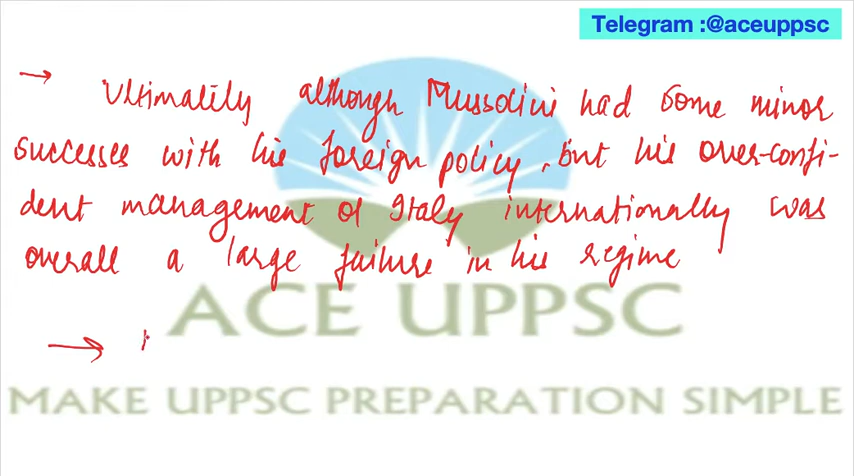 Telegram :@aceuppsc
→ Ultimatily although Mussolini had some minor
successes with his foreign policy, but his over-confi-
dent management of Italy internationally was
overall a large failure in his regime
→
ACE UPPSC
MAKE UPPSC PREPARATION SIMPLE